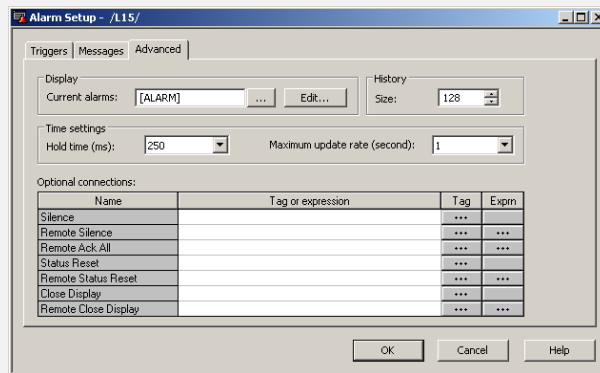 Alarm Setup - /L15/
Triggers Messages Advanced
Display
Current alarms: [ALARM] ... Edit...
History
Size: 128
Time settings
Hold time (ms): 250 Maximum update rate (second): 1
Optional connections:
Name Tag or expression Tag Exprn
Silence ...
Remote Silence ... ...
Remote Ack All ... ...
Status Reset ...
Remote Status Reset ... ...
Close Display ...
Remote Close Display ... ...
OK Cancel Help